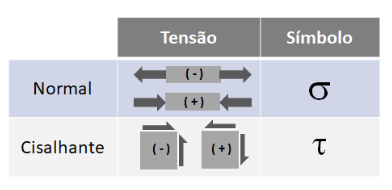 Tensão Símbolo
Normal (-) σ
(+)
Cisalhante (-) (+) τ